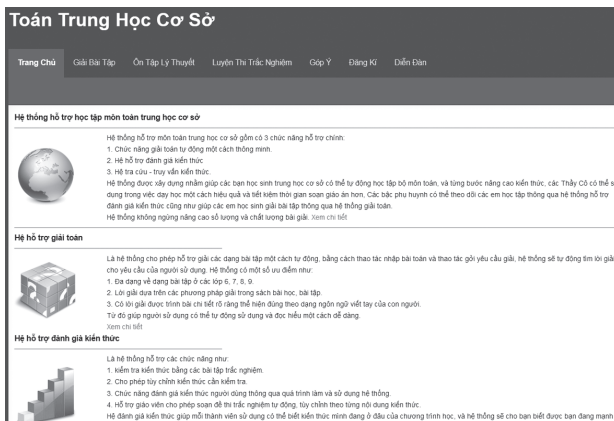 Toán Trung Học Cơ Sở
Trang Chủ Giải Bài Tập Ôn Tập Lý Thuyết Luyện Thi Trắc Nghiệm Góp Ý Đăng Kí Diễn Đàn
Hệ thống hỗ trợ học tập môn toán trung học cơ sở
Hệ thống hỗ trợ môn toán trung học cơ sở gồm có 3 chức năng hỗ trợ chính:
1. Chức năng giải toán tự động một cách thông minh.
2. Hệ hỗ trợ đánh giá kiến thức
3. Hệ tra cứu - truy vấn kiến thức.
Hệ thống được xây dựng nhằm giúp các bạn học sinh trung học cơ sở có thể tự động học tập bộ môn toán, và từng bước nâng cao kiến thức, các Thầy Cô có thể s
dụng trong việc dạy học một cách hiệu quả và tiết kiệm thời gian soạn giáo án hơn. Các bậc phụ huynh có thể theo dõi các em học tập thông qua hệ thống hỗ trợ
đánh giá kiến thức cũng như giúp các em học sinh giải bài tập thông qua hệ thống giải toán.
Hệ thống không ngừng nâng cao số lượng và chất lượng bài giải. Xem chi tiết
Hệ hỗ trợ giải toán
Là hệ thống cho phép hỗ trợ giải các dạng bài tập một cách tự động, bằng cách thao tác nhập bài toán và thao tác gởi yêu cầu giải, hệ thống sẽ tự động tìm lời giải
cho yêu cầu của người sử dụng. Hệ thống có một số ưu điểm như:
1. Đa dạng về dạng bài tập ở các lớp 6, 7, 8, 9.
2. Lời giải dựa trên các phương pháp giải trong sách bài học, bài tập.
3. Có lời giải được trình bài chi tiết rõ ràng thể hiện đúng theo dạng ngôn ngữ viết tay của con người.
Từ đó giúp người sử dụng có thể tự động sử dụng và đọc hiểu một cách dễ dàng.
Xem chi tiết
Hệ hỗ trợ đánh giá kiến thức
Là hệ thống hỗ trợ các chức năng như:
1. kiểm tra kiến thức bằng các bài tập trắc nghiệm.
2. Cho phép tùy chỉnh kiến thức cần kiểm tra.
3. Chức năng đánh giá kiến thức người dùng thông qua quá trình làm và sử dụng hệ thống.
4. Hỗ trợ giáo viên cho phép soạn đề thi trắc nghiệm tự động, tùy chỉnh theo từng nội dung kiến thức.
Hệ đánh giá kiến thức giúp mỗi thành viên sử dụng có thể biết kiến thức mình đang ở đâu của chương trình học, và hệ thống sẽ cho bạn biết được bạn đang mạnh